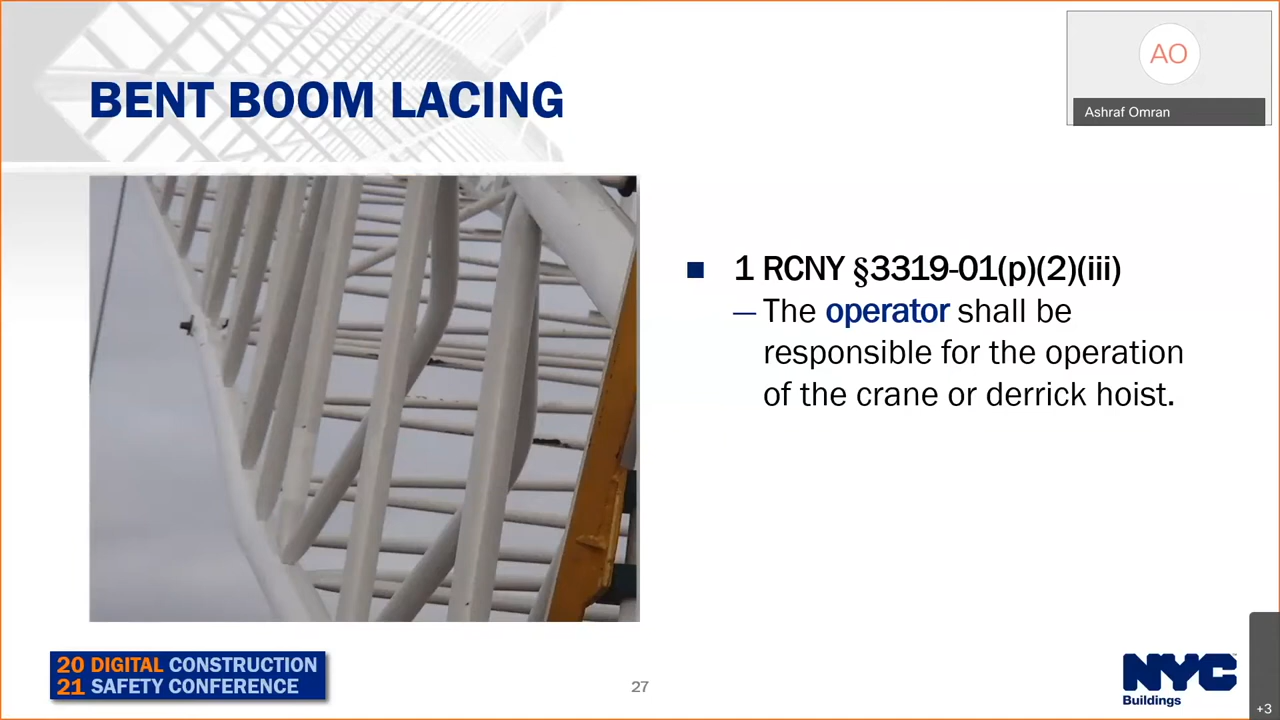 BENT BOOM LACING
AO
Ashraf Omran
■ 1 RCNY §3319-01(p)(2)(iii)
— The operator shall be
responsible for the operation
of the crane or derrick hoist.
20 DIGITAL CONSTRUCTION
21 SAFETY CONFERENCE
27
NYC
Buildings
+3